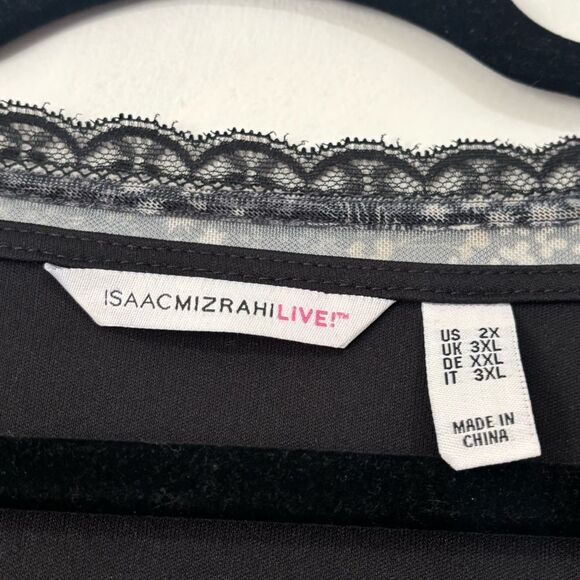 ISAACMIZRAHILIVE!™
US 2X
UK 3XL
DE XXL
IT 3XL
MADE IN
CHINA